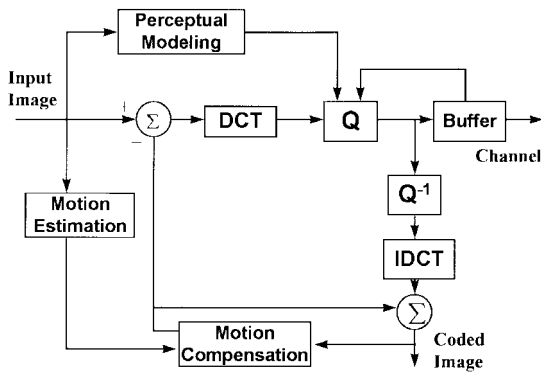 Perceptual
Modeling
Input
Image
+
Σ
−
DCT
Q
Buffer
Channel
Motion
Estimation
Q-1
IDCT
Σ
Motion
Compensation
Coded
Image